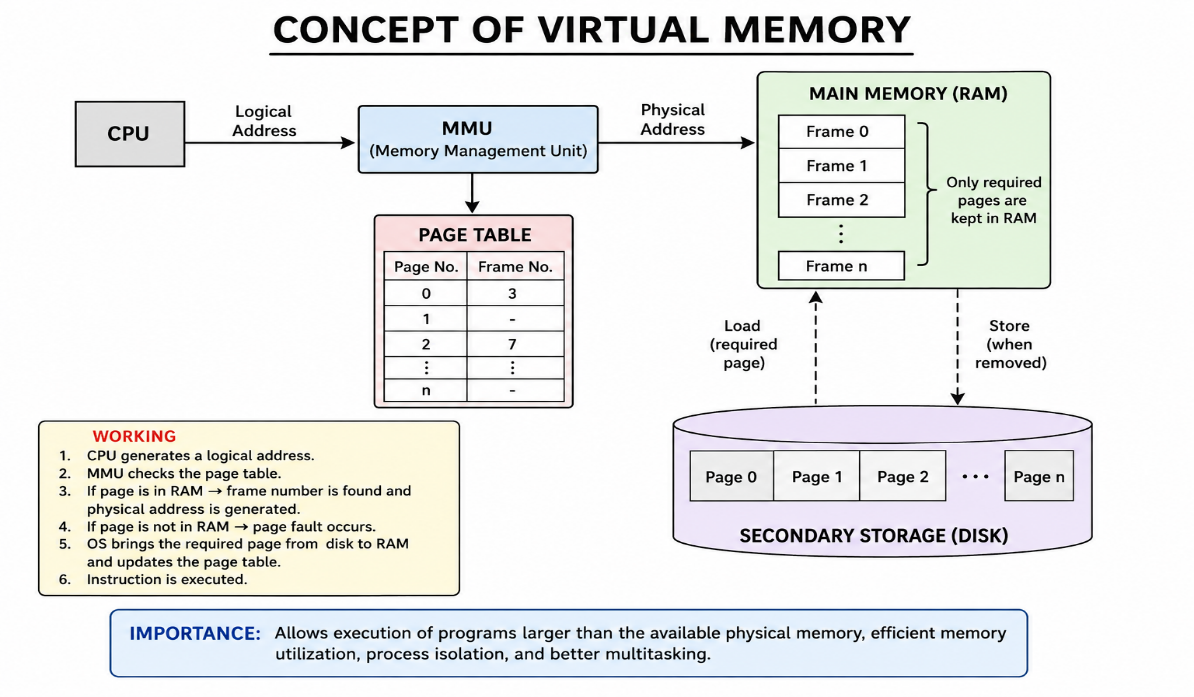 CONCEPT OF VIRTUAL MEMORY
CPU
Logical
Address
MMU
(Memory Management Unit)
Physical
Address
MAIN MEMORY (RAM)
Frame 0
Frame 1
Frame 2
⋮
Frame n
Only required
pages are
kept in RAM
PAGE TABLE
Page No. Frame No.
0 3
1 -
2 7
⋮ ⋮
n -
Load
(required
page)
Store
(when
removed)
Page 0 Page 1 Page 2 ··· Page n
SECONDARY STORAGE (DISK)
WORKING
1. CPU generates a logical address.
2. MMU checks the page table.
3. If page is in RAM → frame number is found and
physical address is generated.
4. If page is not in RAM → page fault occurs.
5. OS brings the required page from disk to RAM
and updates the page table.
6. Instruction is executed.
IMPORTANCE: Allows execution of programs larger than the available physical memory, efficient memory
utilization, process isolation, and better multitasking.